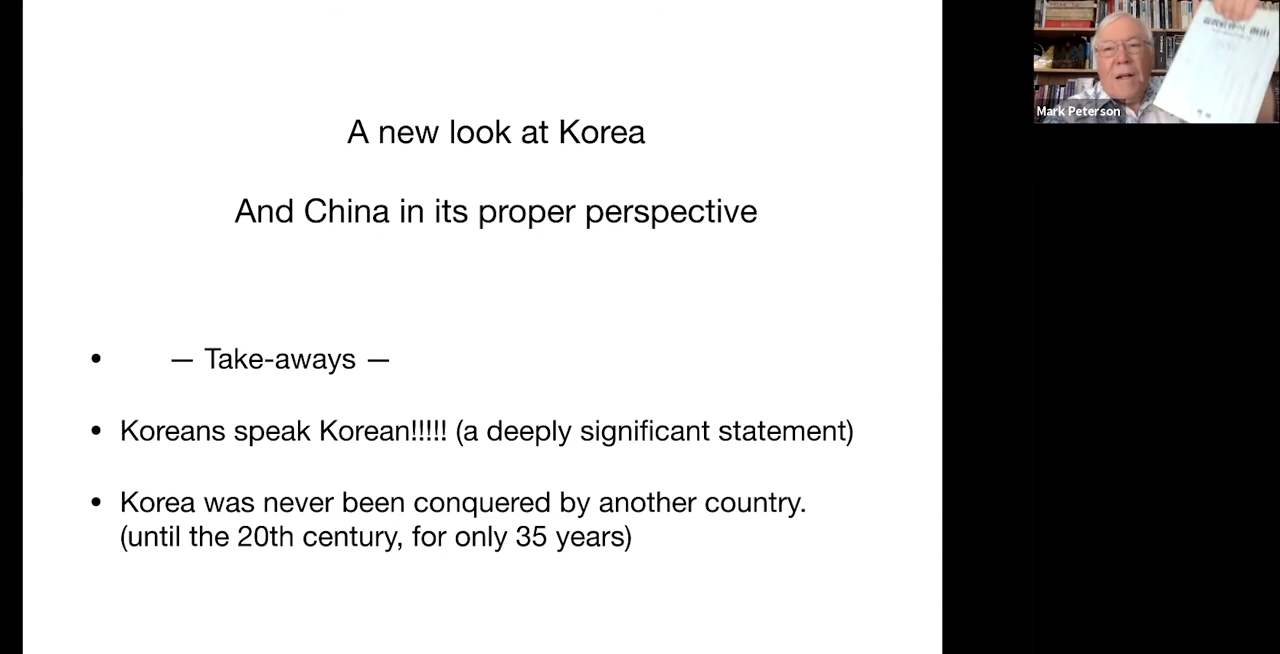 A new look at Korea
And China in its proper perspective
• — Take-aways —
• Koreans speak Korean!!!!! (a deeply significant statement)
• Korea was never been conquered by another country.
(until the 20th century, for only 35 years)
Mark Peterson